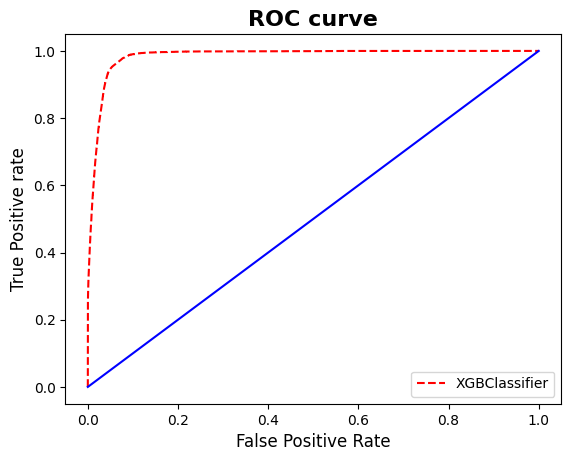 ROC curve
True Positive rate
1.0
0.8
0.6
0.4
0.2
0.0
0.0 0.2 0.4 0.6 0.8 1.0
False Positive Rate
XGBClassifier